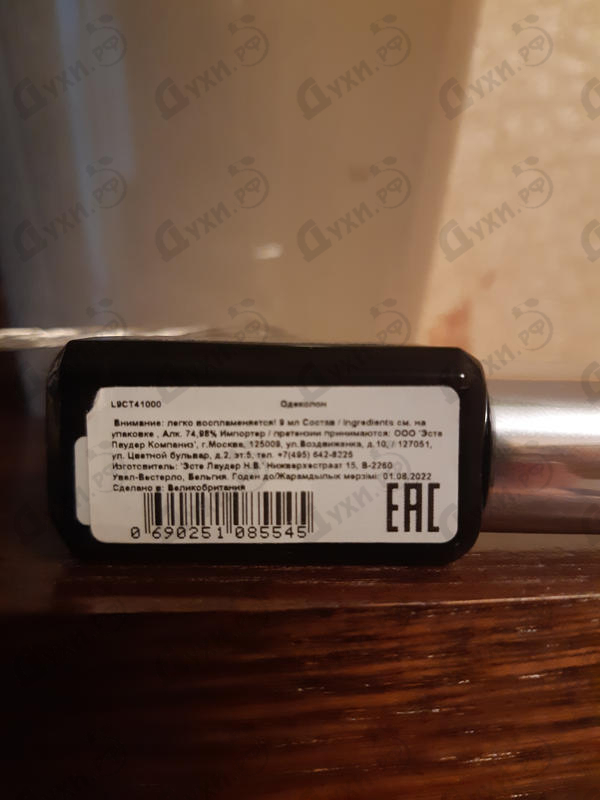 L9CT41000 Одеколон
Внимание: легко воспламеняется! 9 мл Состав / Ingredients см. на
упаковке , Алк. 74,98% Импортер / претензии принимаются: ООО 'Эсте
Лаудер Компаниз', г.Москва, 125009, ул.Воздвиженка, д.10, / 127051,
ул. Цветной бульвар, д.2, эт.5, тел. +7(495) 642-8225
Изготовитель: 'Эсте Лаудер Н.В.' Нижверхестраат 15, B-2260
Увел-Вестерло, Бельгия. Годен до/Жарамдылык мерзімі: 01.08.2022
Сделано в: Великобритания
EAC
0 690251 085545
Духи.рф